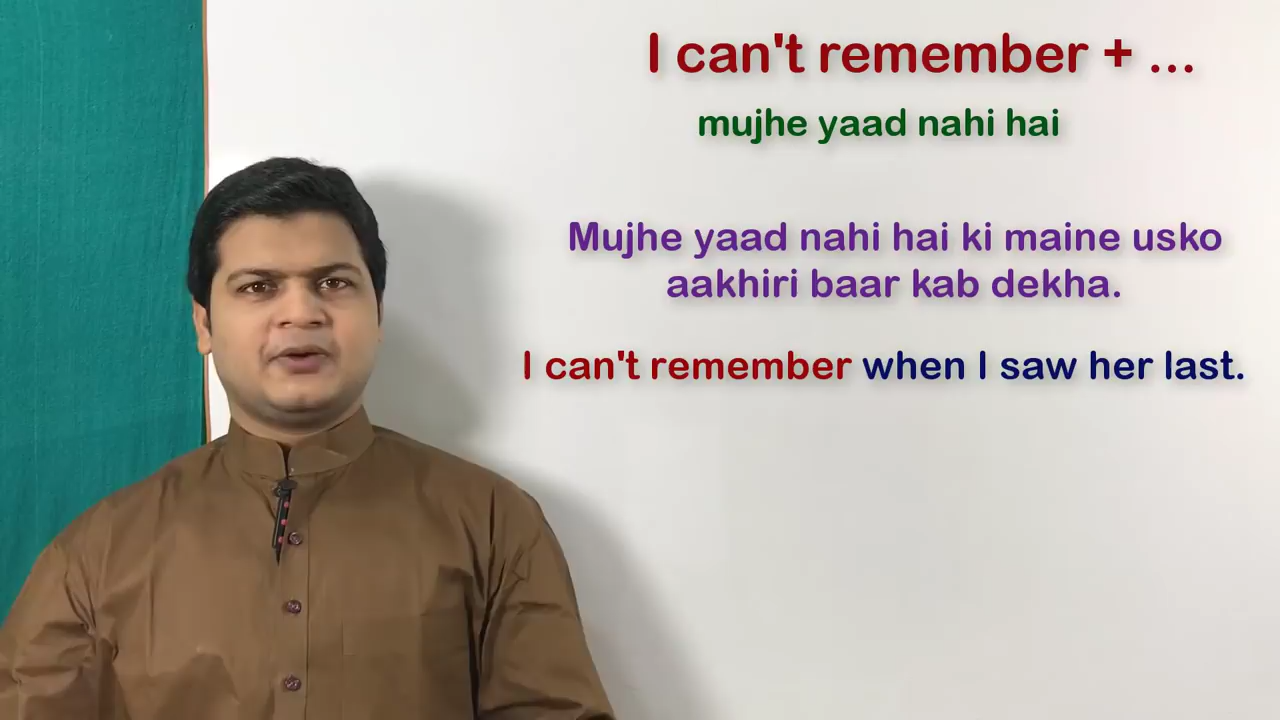 I can't remember + ...
mujhe yaad nahi hai
Mujhe yaad nahi hai ki maine usko
aakhiri baar kab dekha.
I can't remember when I saw her last.